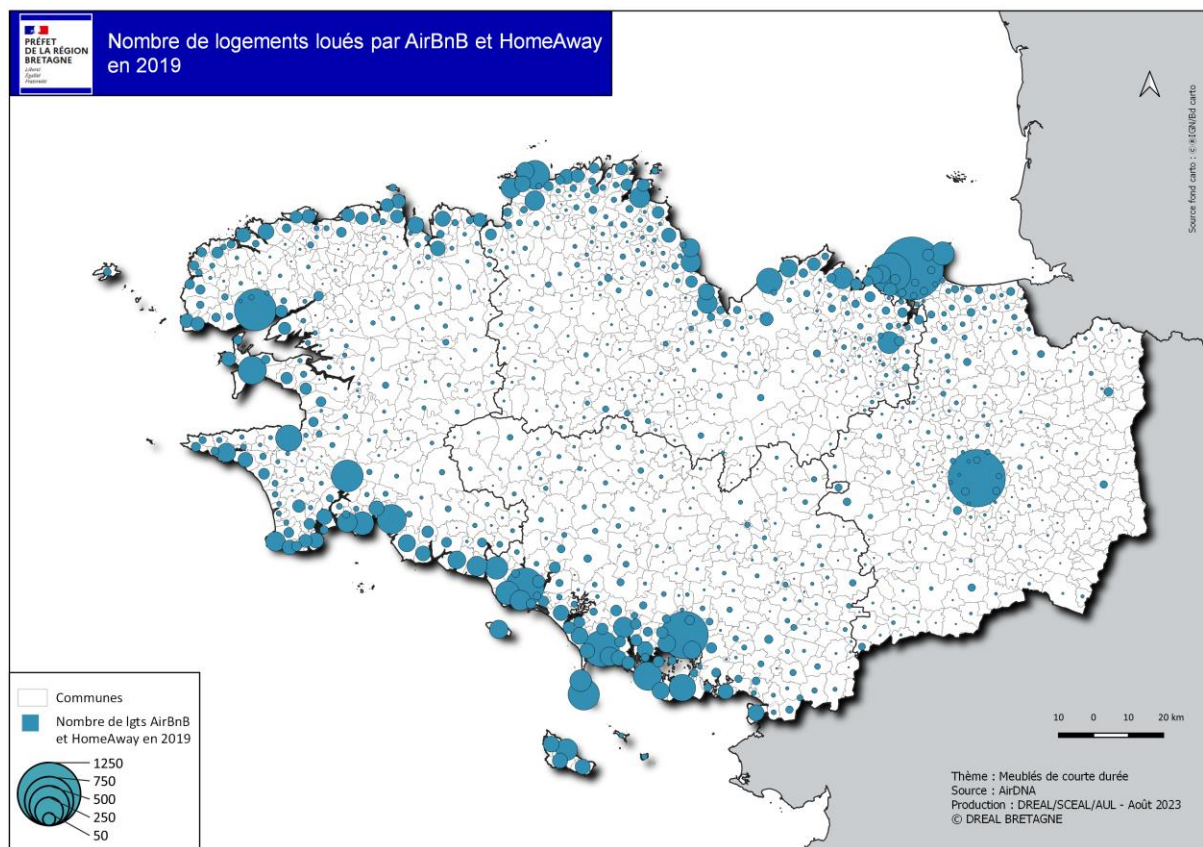 PRÉFET
DE LA RÉGION
BRETAGNE
Liberté
Égalité
Fraternité
Nombre de logements loués par AirBnB et HomeAway
en 2019
Source fond carto : ©®IGN/Bd carto
Communes
Nombre de lgts AirBnB
et HomeAway en 2019
1250
750
500
250
50
10 0 10 20 km
Thème : Meublés de courte durée
Source : AirDNA
Production : DREAL/SCEAL/AUL - Août 2023
© DREAL BRETAGNE